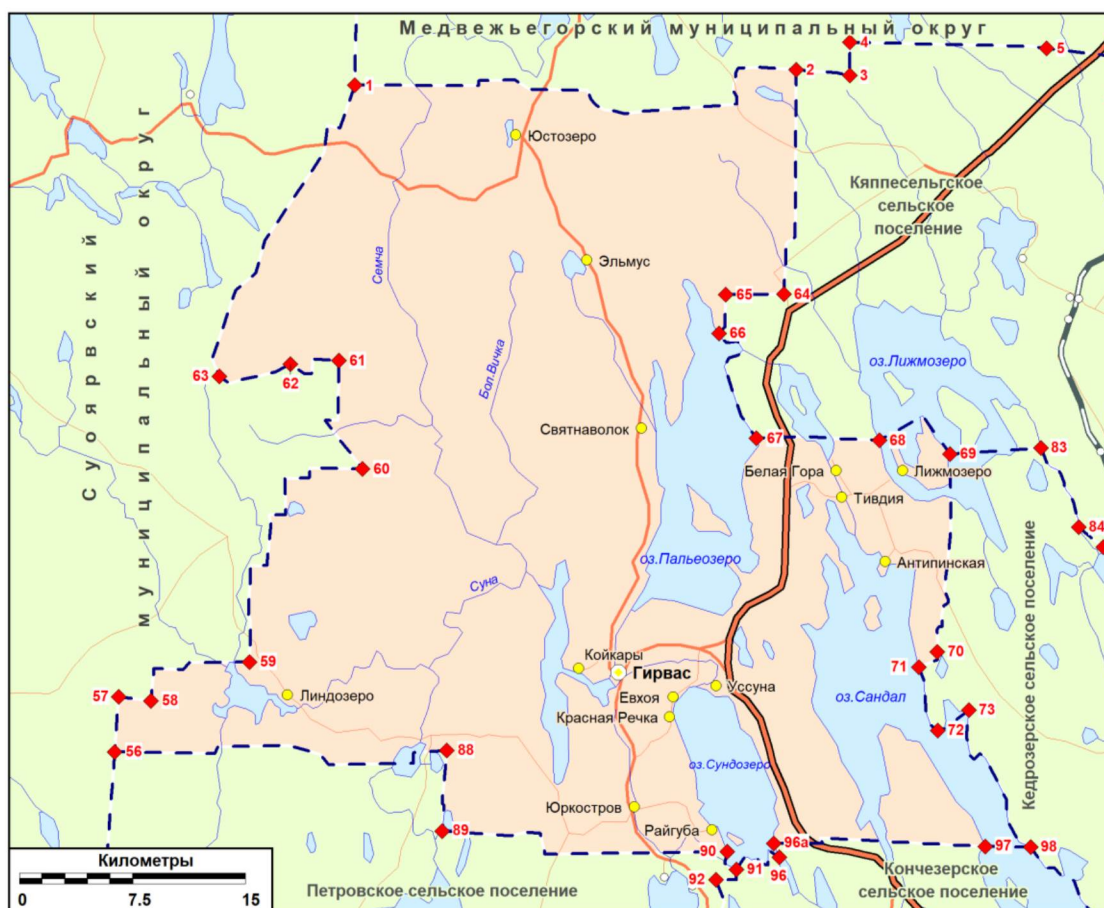 Медвежьегорский муниципальный округ
4
5
2
3
1
Юстозеро
Кяппесельгское
сельское
поселение
Суоярвский
муниципальный округ
Семча
Эльмус
65
64
66
Бол.Вичка
61
62
63
оз.Лижмозеро
Святнаволок
67
68
69
83
60
Белая Гора
Лижмозеро
Тивдия
84
оз.Пальеозеро
Антипинская
Суна
Кедрозерское сельское поселение
59
Койкары
Гирвас
70
71
57
58
Линдозеро
Евхоя
Уссуна
оз.Сандал
Красная Речка
73
72
56
88
оз.Сундозеро
Юркостров
Райгуба
89
90
96а
97
98
91
96
92
Километры
0
7.5
15
Петровское сельское поселение
Кончезерское
сельское поселение